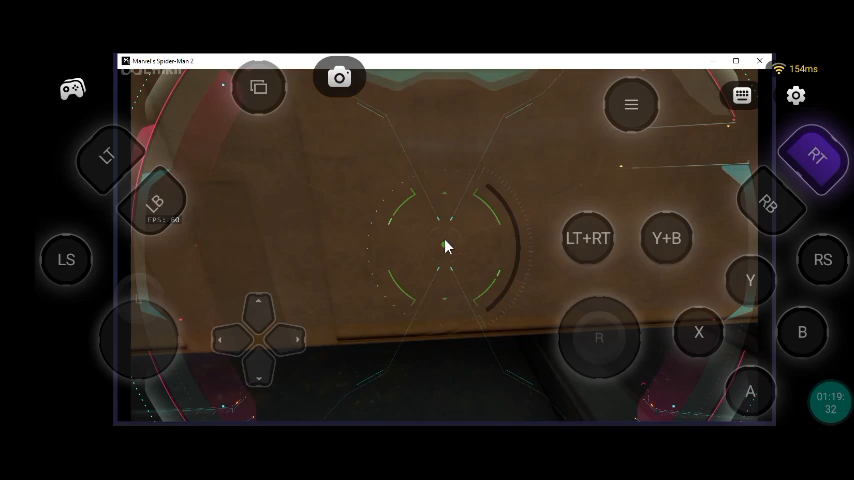 Marvel's Spider-Man 2
154ms
LT
RT
LB
RB
FPS: 60
LS
LT+RT
Y+B
RS
Y
L
R
X
B
A
01:19:
32